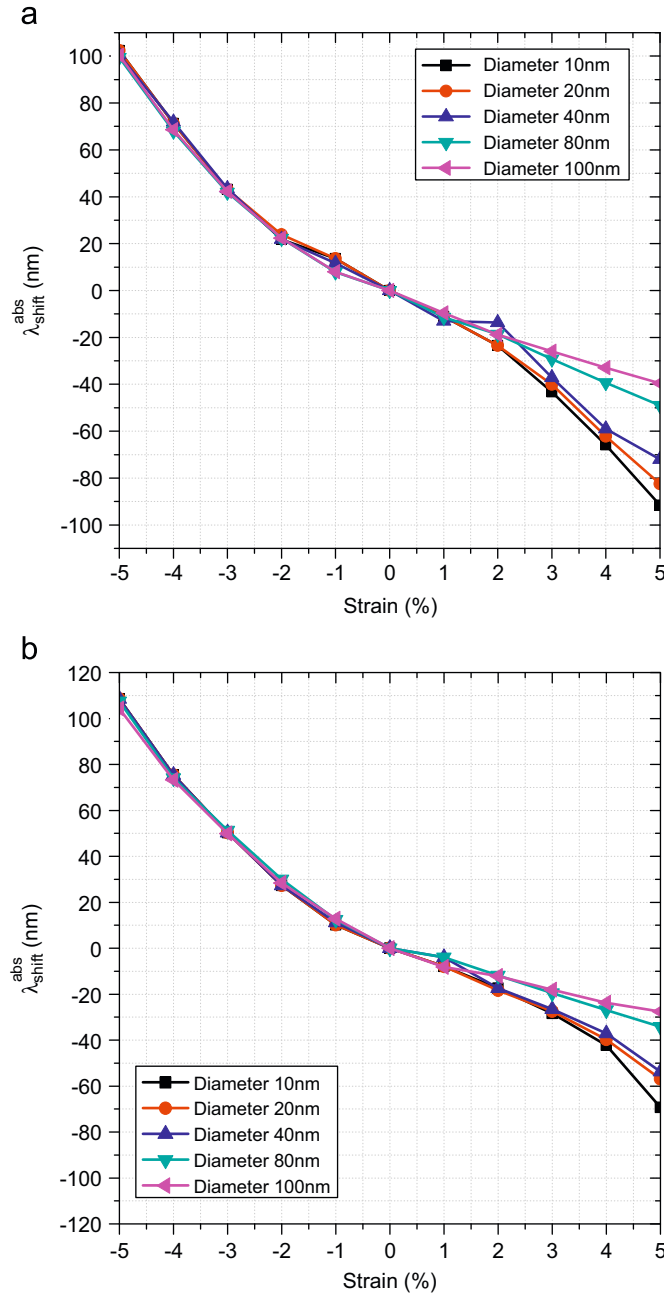 a
100
80
60
40
20
0
-20
-40
-60
-80
-100
λ abs shift (nm)
Diameter 10nm
Diameter 20nm
Diameter 40nm
Diameter 80nm
Diameter 100nm
-5 -4 -3 -2 -1 0 1 2 3 4 5
Strain (%)
b
120
100
80
60
40
20
0
-20
-40
-60
-80
-100
-120
λ abs shift (nm)
Diameter 10nm
Diameter 20nm
Diameter 40nm
Diameter 80nm
Diameter 100nm
-5 -4 -3 -2 -1 0 1 2 3 4 5
Strain (%)